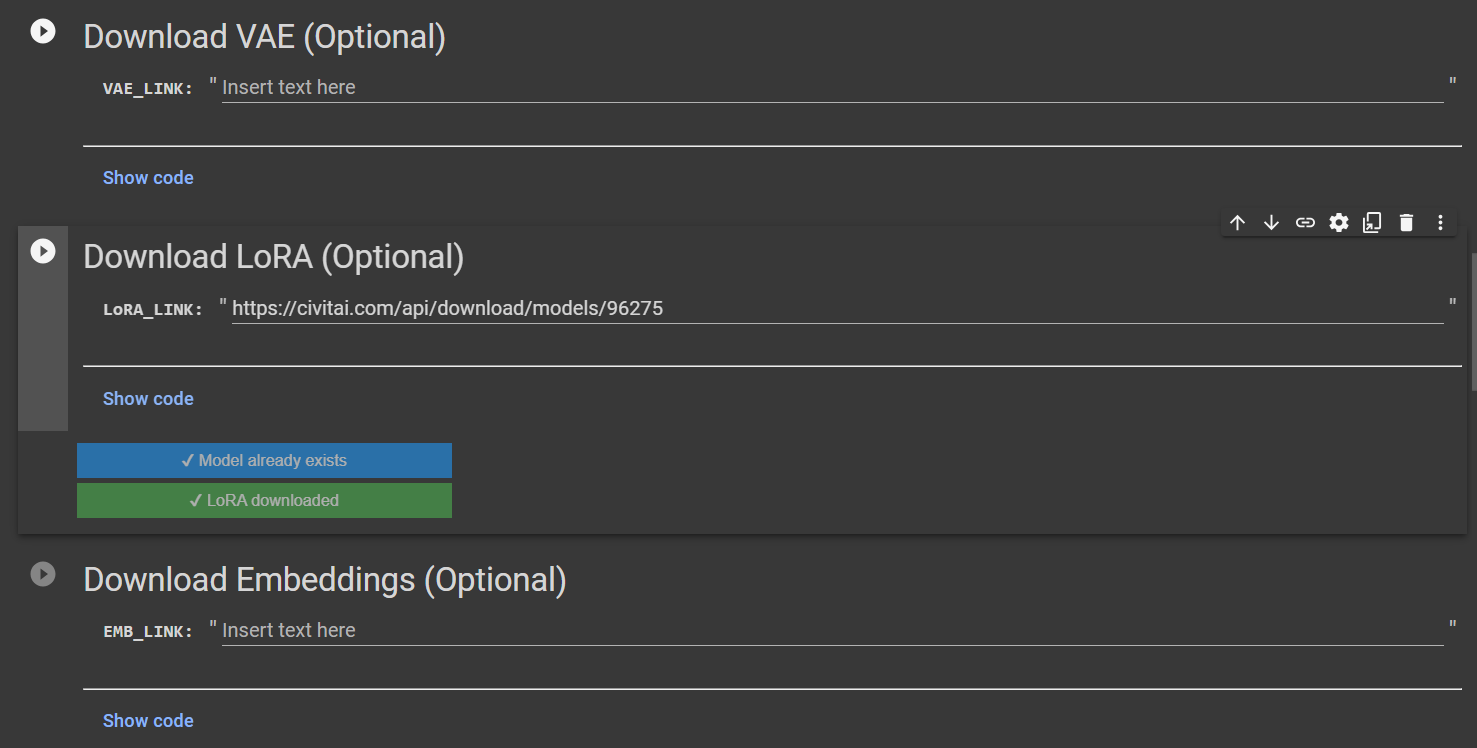 Download VAE (Optional)
VAE_LINK: " Insert text here "
Show code
Download LoRA (Optional)
LoRA_LINK: " https://civitai.com/api/download/models/96275 "
Show code
✓ Model already exists
✓ LoRA downloaded
Download Embeddings (Optional)
EMB_LINK: " Insert text here "
Show code